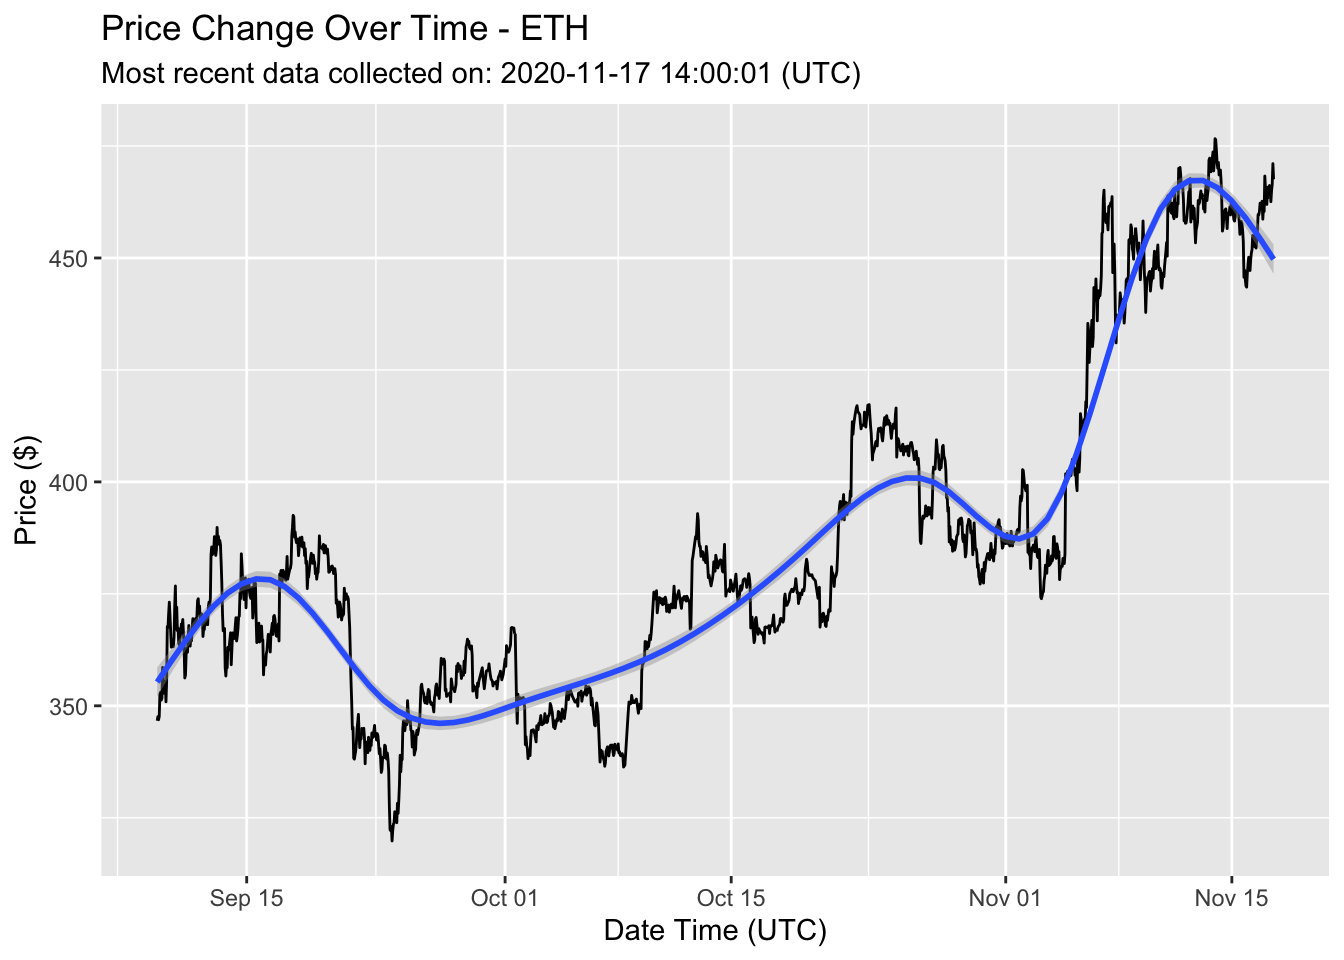 Price Change Over Time - ETH
Most recent data collected on: 2020-11-17 14:00:01 (UTC)
Price ($)
450
400
350
Sep 15
Oct 01
Oct 15
Nov 01
Nov 15
Date Time (UTC)